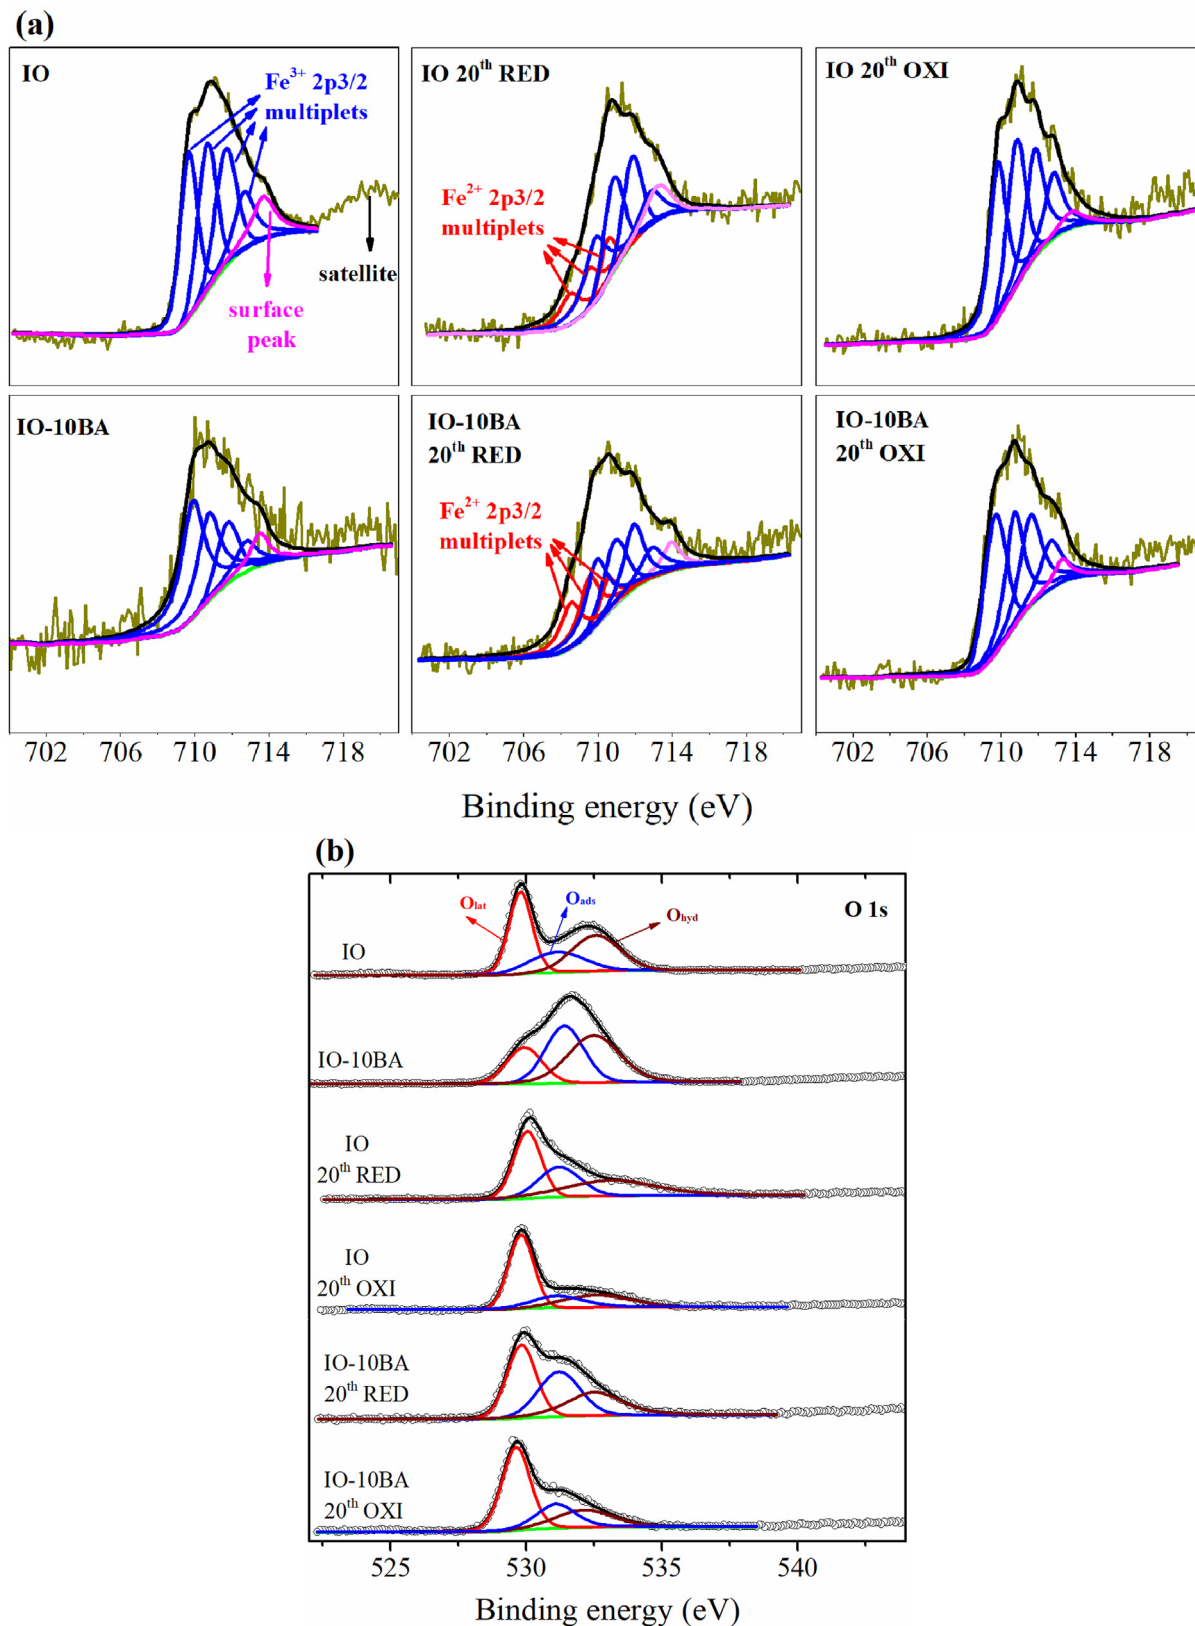 (a)
IO
Fe³⁺ 2p3/2
multiplets
satellite
surface
peak
IO 20ᵗʰ RED
Fe²⁺ 2p3/2
multiplets
IO 20ᵗʰ OXI
IO-10BA
IO-10BA
20ᵗʰ RED
Fe²⁺ 2p3/2
multiplets
IO-10BA
20ᵗʰ OXI
702 706 710 714 718 702 706 710 714 718 702 706 710 714 718
Binding energy (eV)
(b)
O 1s
Olat
Oads
Ohyd
IO
IO-10BA
IO
20ᵗʰ RED
IO
20ᵗʰ OXI
IO-10BA
20ᵗʰ RED
IO-10BA
20ᵗʰ OXI
525 530 535 540
Binding energy (eV)